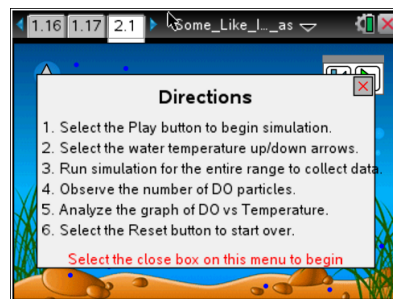 1.16 1.17 2.1 Some_Like_I..._as
Directions
1. Select the Play button to begin simulation.
2. Select the water temperature up/down arrows.
3. Run simulation for the entire range to collect data.
4. Observe the number of DO particles.
5. Analyze the graph of DO vs Temperature.
6. Select the Reset button to start over.
Select the close box on this menu to begin